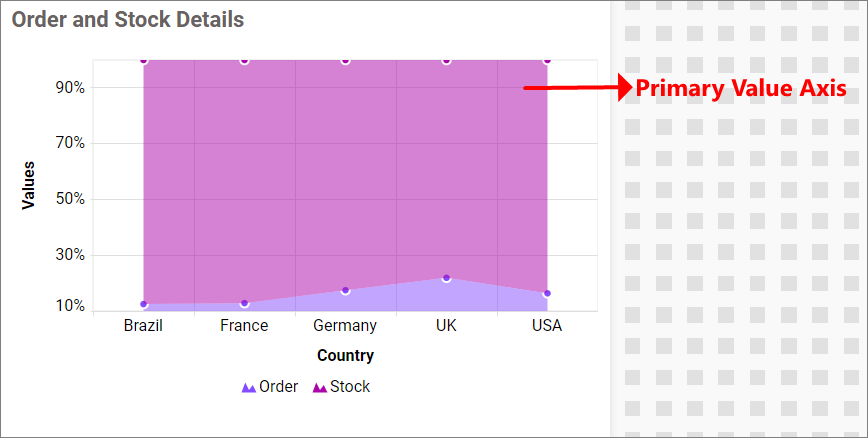 Order and Stock Details
90%
Primary Value Axis
70%
50%
30%
10%
Values
Brazil France Germany UK USA
Country
Order Stock